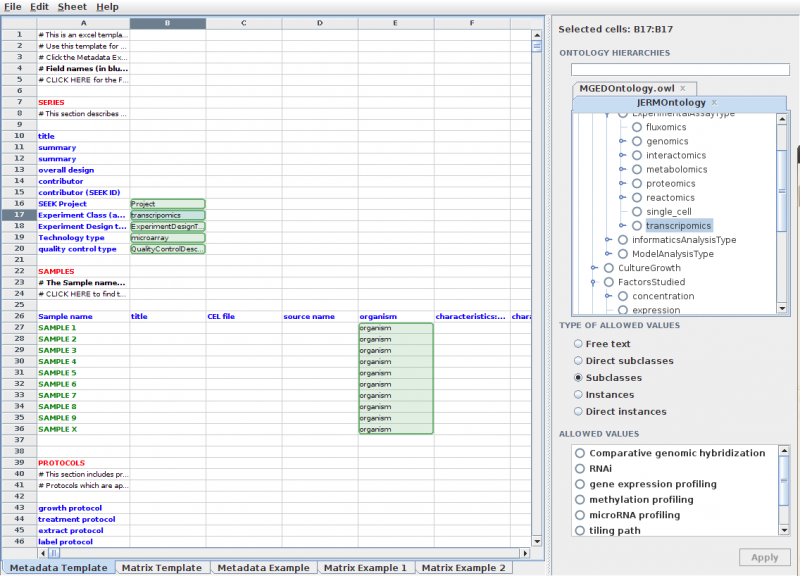 File Edit Sheet Help
A B C D E F
1 # This is an excel templa...
2 # Use this template for ...
3 # Click the Metadata Ex...
4 # Field names (in blu...
5 # CLICK HERE for the F...
6
7 SERIES
8 # This section describes ...
9
10 title
11 summary
12 summary
13 overall design
14 contributor
15 contributor (SEEK ID)
16 SEEK Project Project
17 Experiment Class (a... transcripomics
18 Experiment Design t... ExperimentDesignT...
19 Technology type microarray
20 quality control type QualityControlDesc...
21
22 SAMPLES
23 # The Sample name...
24 # CLICK HERE to find t...
25
26 Sample name title CEL file source name organism characteristics:... chara
27 SAMPLE 1 organism
28 SAMPLE 2 organism
29 SAMPLE 3 organism
30 SAMPLE 4 organism
31 SAMPLE 5 organism
32 SAMPLE 6 organism
33 SAMPLE 7 organism
34 SAMPLE 8 organism
35 SAMPLE 9 organism
36 SAMPLE X organism
37
38
39 PROTOCOLS
40 # This section includes pr...
41 # Protocols which are ap...
42
43 growth protocol
44 treatment protocol
45 extract protocol
46 label protocol
Metadata Template Matrix Template Metadata Example Matrix Example 1 Matrix Example 2
Selected cells: B17:B17
ONTOLOGY HIERARCHIES
MGEDOntology.owl x
JERMOntology x
ExperimentalAssayType
fluxomics
genomics
interactomics
metabolomics
proteomics
reactomics
single_cell
transcripomics
informaticsAnalysisType
ModelAnalysisType
CultureGrowth
FactorsStudied
concentration
expression
TYPE OF ALLOWED VALUES
Free text
Direct subclasses
Subclasses
Instances
Direct instances
ALLOWED VALUES
Comparative genomic hybridization
RNAi
gene expression profiling
methylation profiling
microRNA profiling
tiling path
Apply